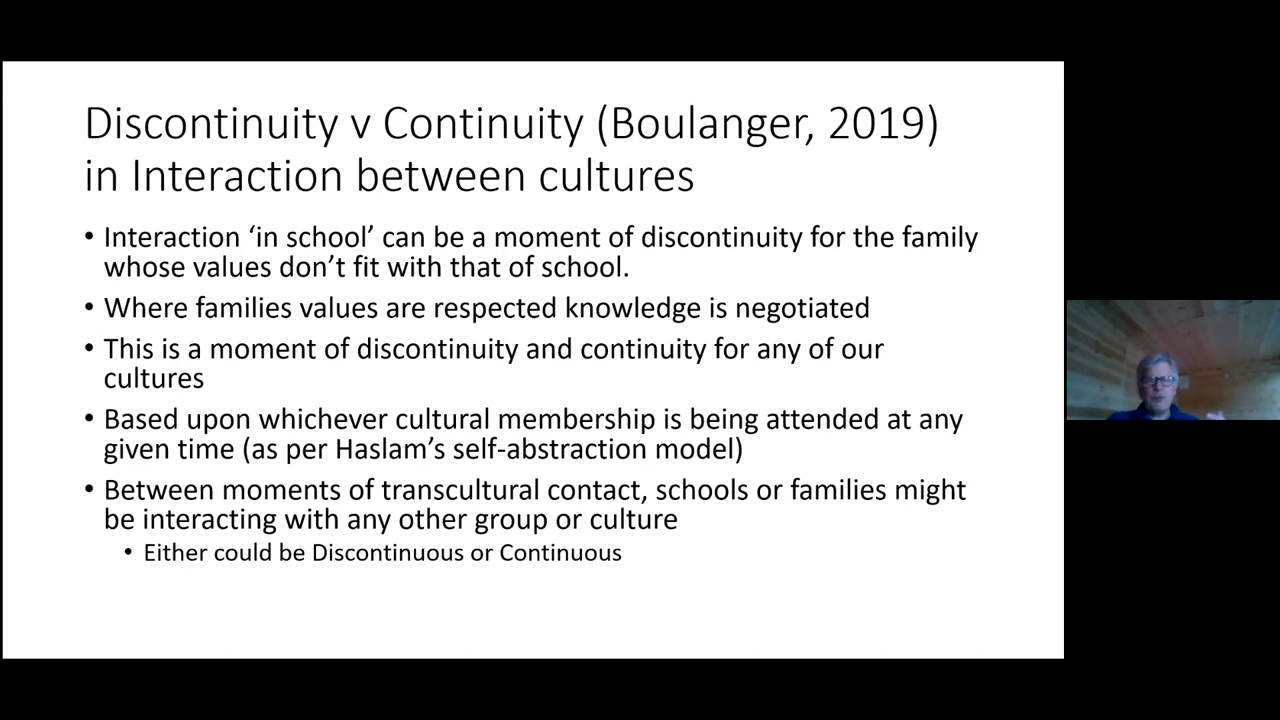 Discontinuity v Continuity (Boulanger, 2019)
in Interaction between cultures
• Interaction ‘in school’ can be a moment of discontinuity for the family
whose values don’t fit with that of school.
• Where families values are respected knowledge is negotiated
• This is a moment of discontinuity and continuity for any of our
cultures
• Based upon whichever cultural membership is being attended at any
given time (as per Haslam’s self-abstraction model)
• Between moments of transcultural contact, schools or families might
be interacting with any other group or culture
• Either could be Discontinuous or Continuous